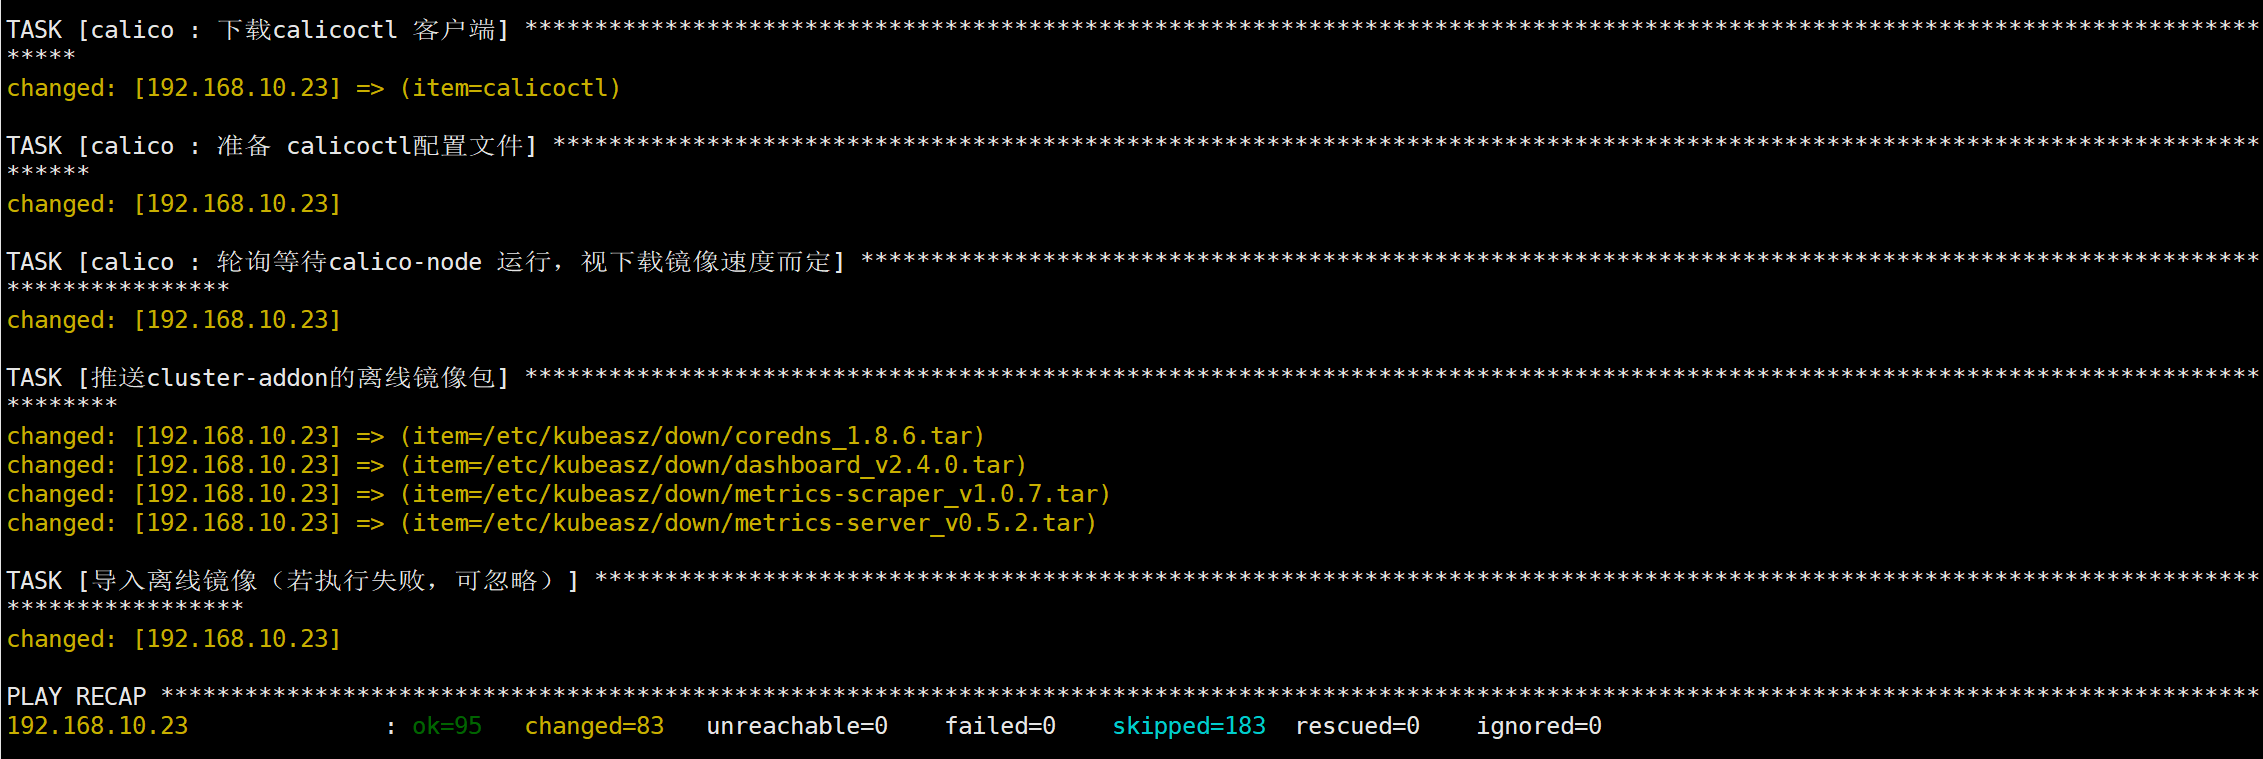 TASK [calico : 下载calicoctl 客户端] ****************************************************************************************************************************
*****
changed: [192.168.10.23] => (item=calicoctl)
TASK [calico : 准备 calicoctl配置文件] **************************************************************************************************************************
******
changed: [192.168.10.23]
TASK [calico : 轮询等待calico-node 运行，视下载镜像速度而定] ****************************************************************************************************
****************
changed: [192.168.10.23]
TASK [推送cluster-addon的离线镜像包] ****************************************************************************************************************************
********
changed: [192.168.10.23] => (item=/etc/kubeasz/down/coredns_1.8.6.tar)
changed: [192.168.10.23] => (item=/etc/kubeasz/down/dashboard_v2.4.0.tar)
changed: [192.168.10.23] => (item=/etc/kubeasz/down/metrics-scraper_v1.0.7.tar)
changed: [192.168.10.23] => (item=/etc/kubeasz/down/metrics-server_v0.5.2.tar)
TASK [导入离线镜像（若执行失败，可忽略）] ***********************************************************************************************************************
*****************
changed: [192.168.10.23]
PLAY RECAP ******************************************************************************************************************************************************
192.168.10.23 : ok=95 changed=83 unreachable=0 failed=0 skipped=183 rescued=0 ignored=0